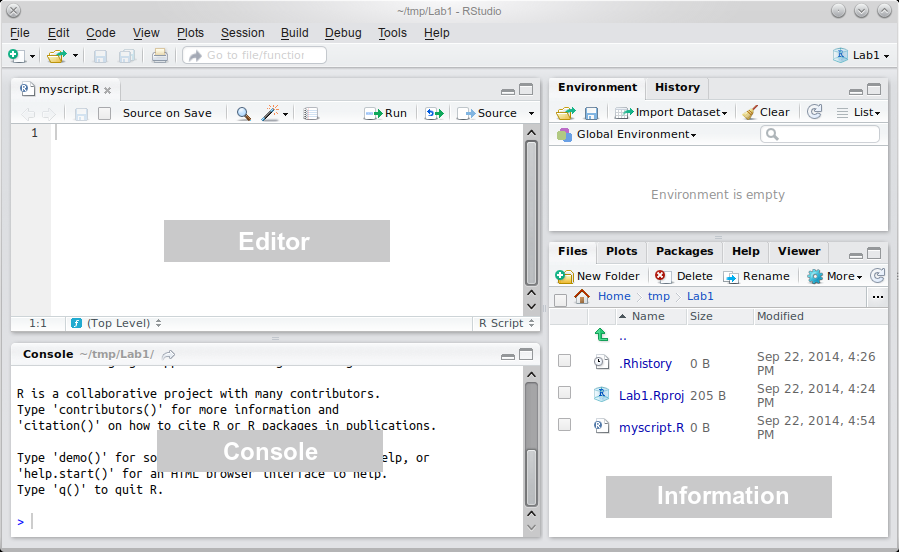 ~/tmp/Lab1 - RStudio
File Edit Code View Plots Session Build Debug Tools Help
Go to file/function
Lab1
myscript.R
Source on Save
Run
Source
1
Editor
1:1
(Top Level)
R Script
Console ~/tmp/Lab1/
R is a collaborative project with many contributors.
Type 'contributors()' for more information and
'citation()' on how to cite R or R packages in publications.
Type 'demo()' for so elp, or
'help.start()' for an HTML browser interface to help.
Type 'q()' to quit R.
>
Console
Environment History
Import Dataset Clear List
Global Environment
Environment is empty
Files Plots Packages Help Viewer
New Folder Delete Rename More
Home tmp Lab1 ...
Name Size Modified
..
.Rhistory 0 B Sep 22, 2014, 4:26 PM
Lab1.Rproj 205 B Sep 22, 2014, 4:24 PM
myscript.R 0 B Sep 22, 2014, 4:54 PM
Information